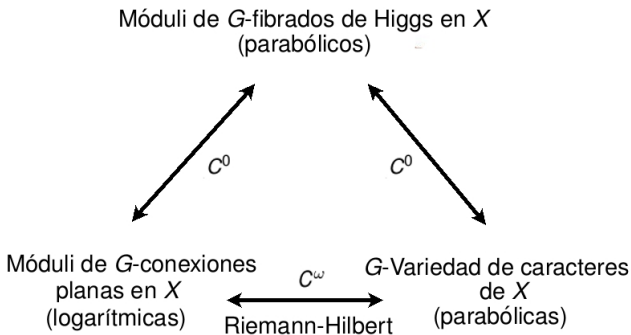 Móduli de G-fibrados de Higgs en X
(parabólicos)
C⁰
C⁰
Móduli de G-conexiones
planas en X
(logarítmicas)
C^ω
Riemann-Hilbert
G-Variedad de caracteres
de X
(parabólicas)